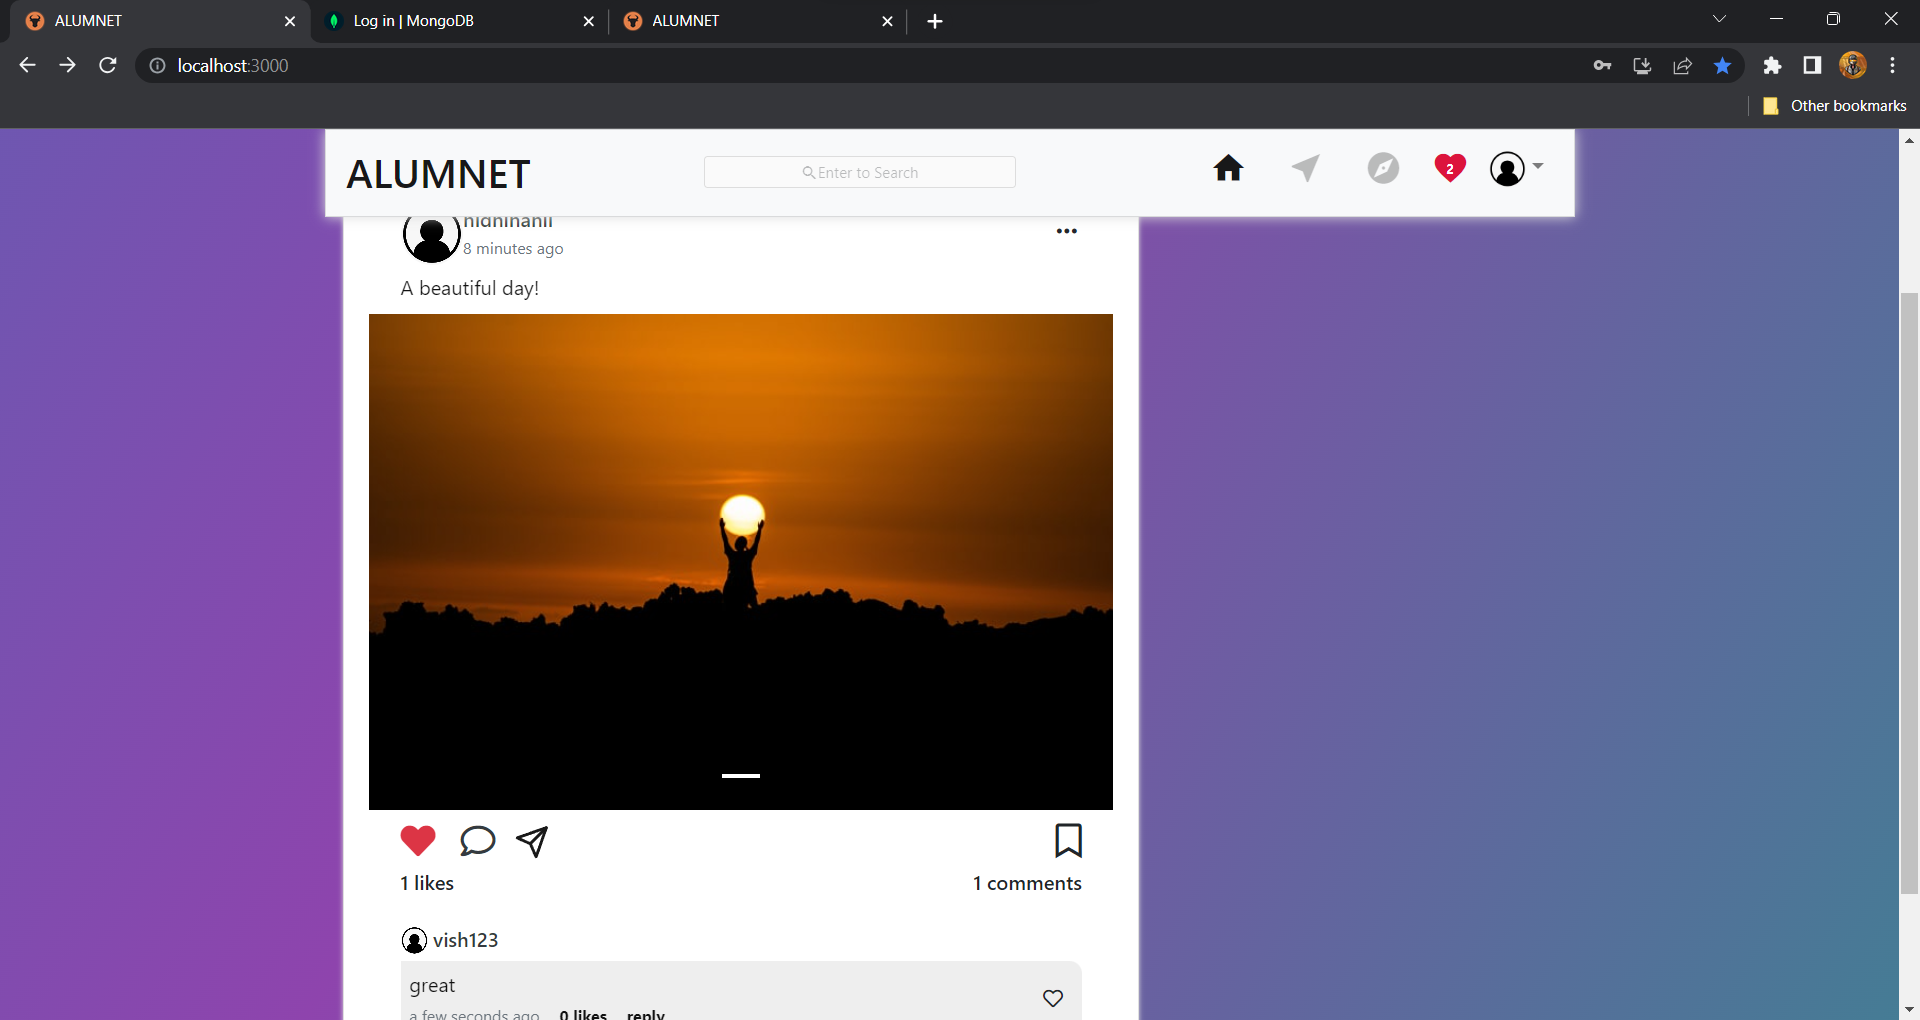 ALUMNET
Log in | MongoDB
ALUMNET
localhost:3000
Other bookmarks
ALUMNET
Enter to Search
2
8 minutes ago
A beautiful day!
1 likes
1 comments
vish123
great
a few seconds ago 0 likes reply